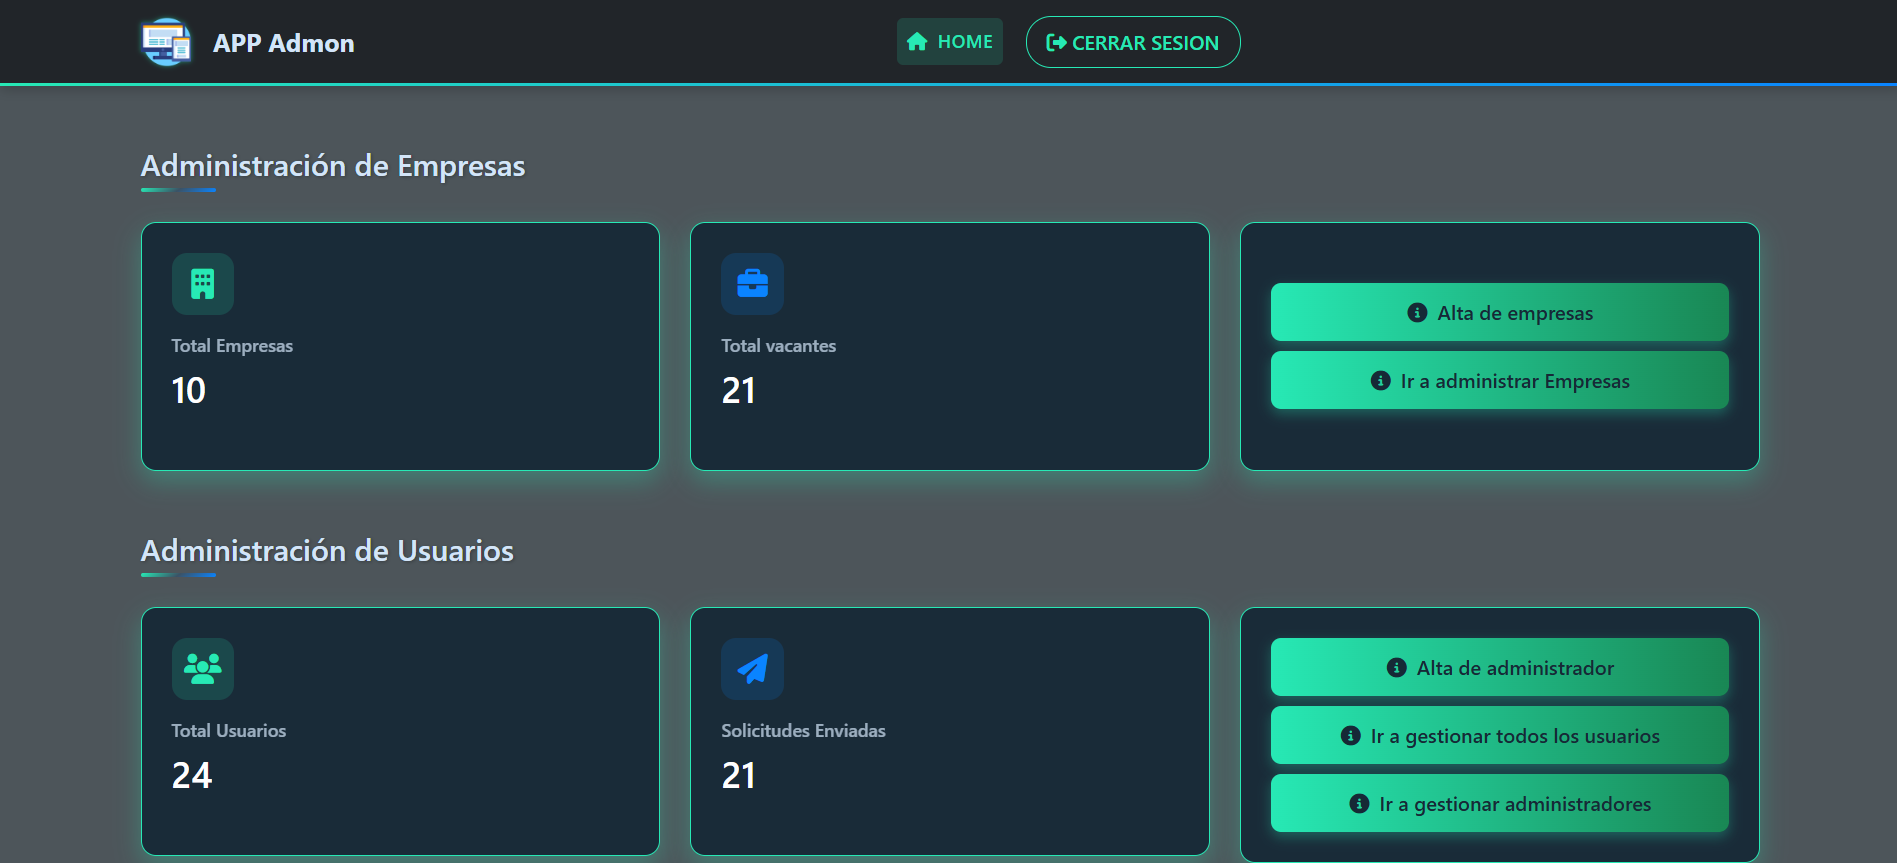 APP Admon
HOME
CERRAR SESION
Administración de Empresas
Total Empresas
10
Total vacantes
21
Alta de empresas
Ir a administrar Empresas
Administración de Usuarios
Total Usuarios
24
Solicitudes Enviadas
21
Alta de administrador
Ir a gestionar todos los usuarios
Ir a gestionar administradores